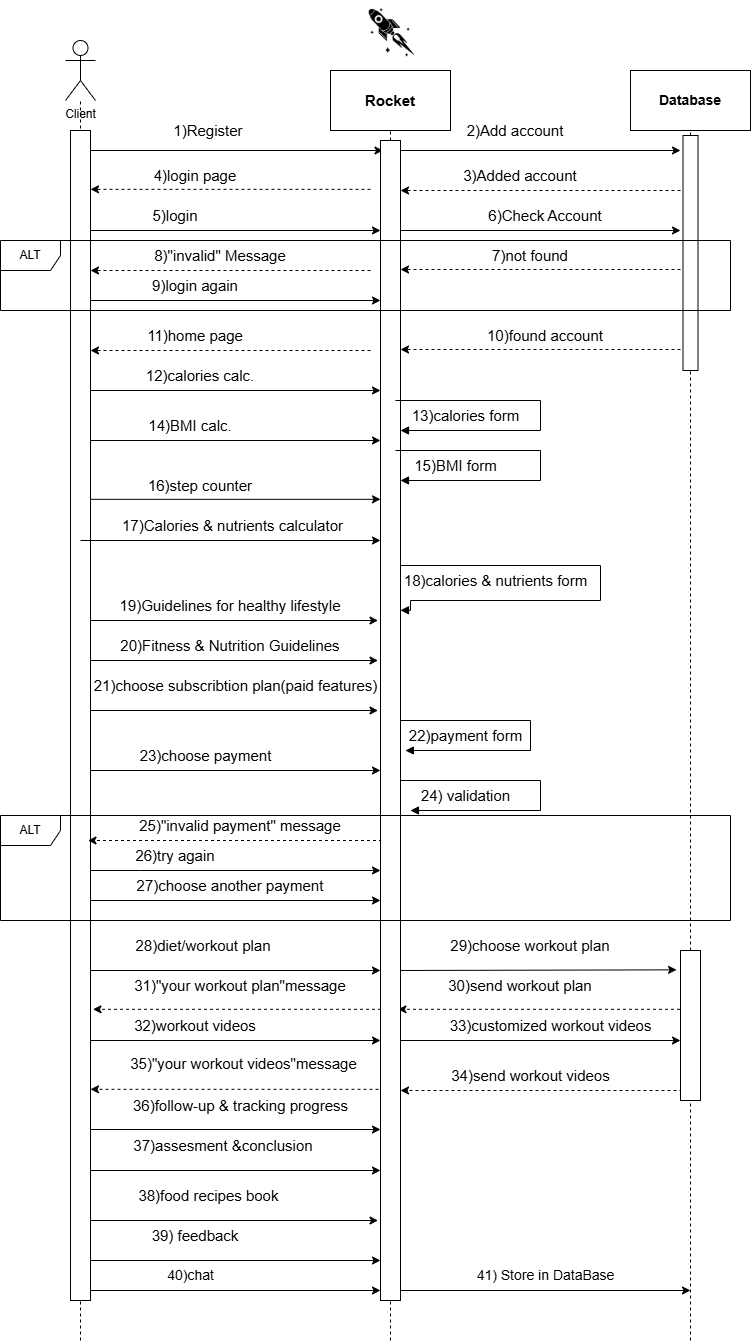 Client
Rocket
Database
1)Register
2)Add account
4)login page
3)Added account
5)login
6)Check Account
ALT
8)"invalid" Message
7)not found
9)login again
11)home page
10)found account
12)calories calc.
13)calories form
14)BMI calc.
15)BMI form
16)step counter
17)Calories & nutrients calculator
18)calories & nutrients form
19)Guidelines for healthy lifestyle
20)Fitness & Nutrition Guidelines
21)choose subscribtion plan(paid features)
22)payment form
23)choose payment
24) validation
ALT
25)"invalid payment" message
26)try again
27)choose another payment
28)diet/workout plan
29)choose workout plan
31)"your workout plan"message
30)send workout plan
32)workout videos
33)customized workout videos
35)"your workout videos"message
34)send workout videos
36)follow-up & tracking progress
37)assesment &conclusion
38)food recipes book
39) feedback
40)chat
41) Store in DataBase